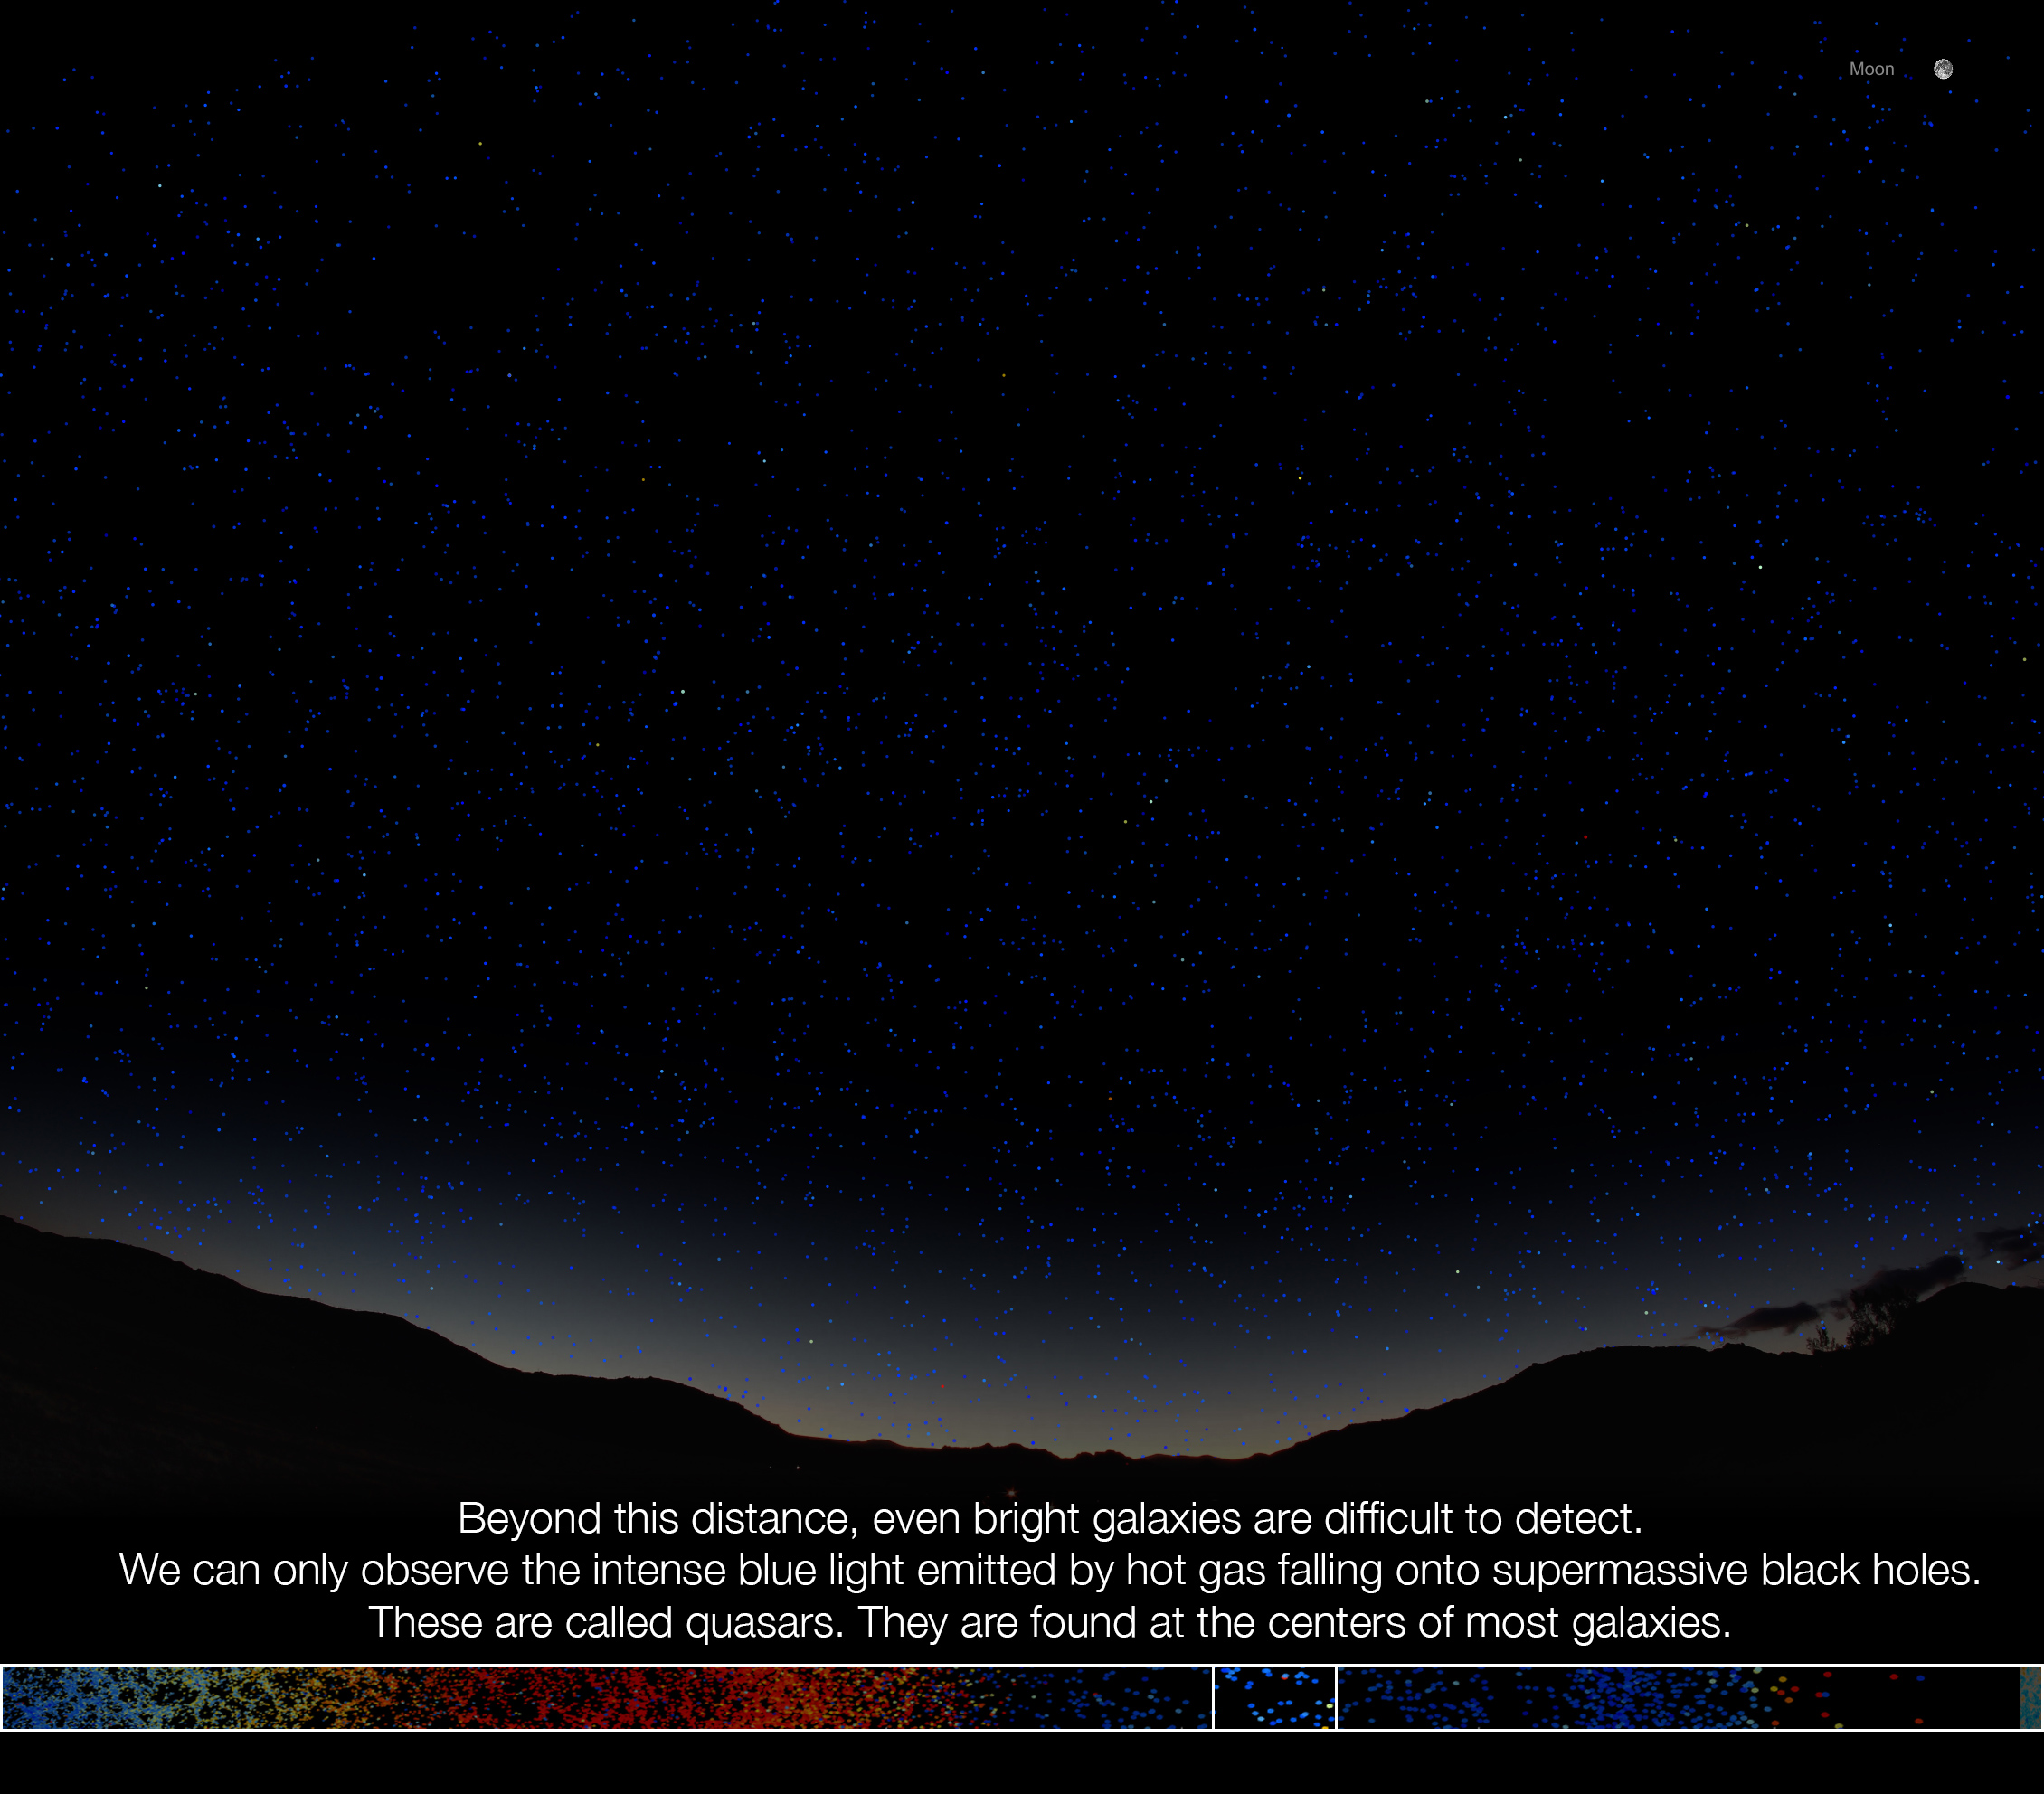 Moon
Beyond this distance, even bright galaxies are difficult to detect.
We can only observe the intense blue light emitted by hot gas falling onto supermassive black holes.
These are called quasars. They are found at the centers of most galaxies.